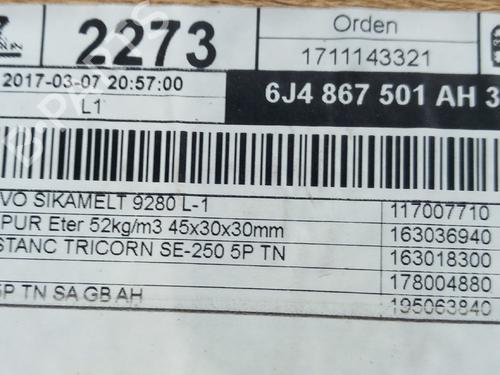 2273
Orden
1711143321
2017-03-07 20:57:00
6J4 867 501 AH 3
L1
VO SIKAMELT 9280 L-1 117007710
PUR Eter 52kg/m3 45x30x30mm 163036940
STANC TRICORN SE-250 5P TN 163018300
178004880
5P TN SA GB AH 195063840